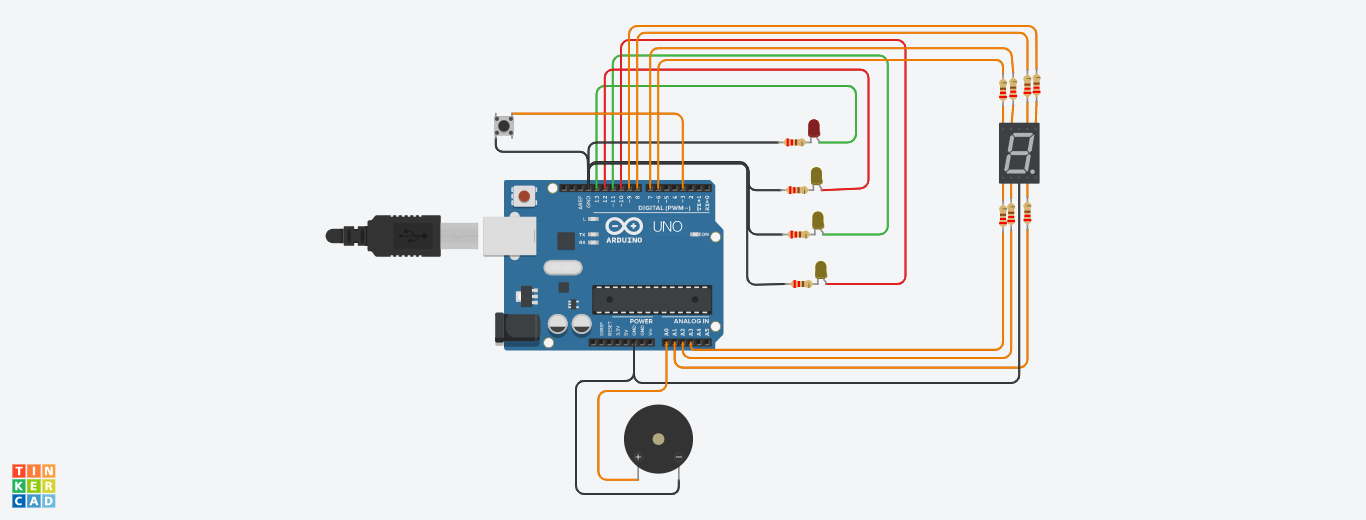 AREF
GND
13
12
~11
~10
~9
8
7
~6
~5
4
~3
2
TX→1
RX←0
DIGITAL (PWM~)
L
TX
RX
ARDUINO
UNO
ON
POWER
ANALOG IN
IOREF
RESET
3.3V
5V
GND
GND
Vin
A0
A1
A2
A3
A4
A5
TIN
KER
CAD